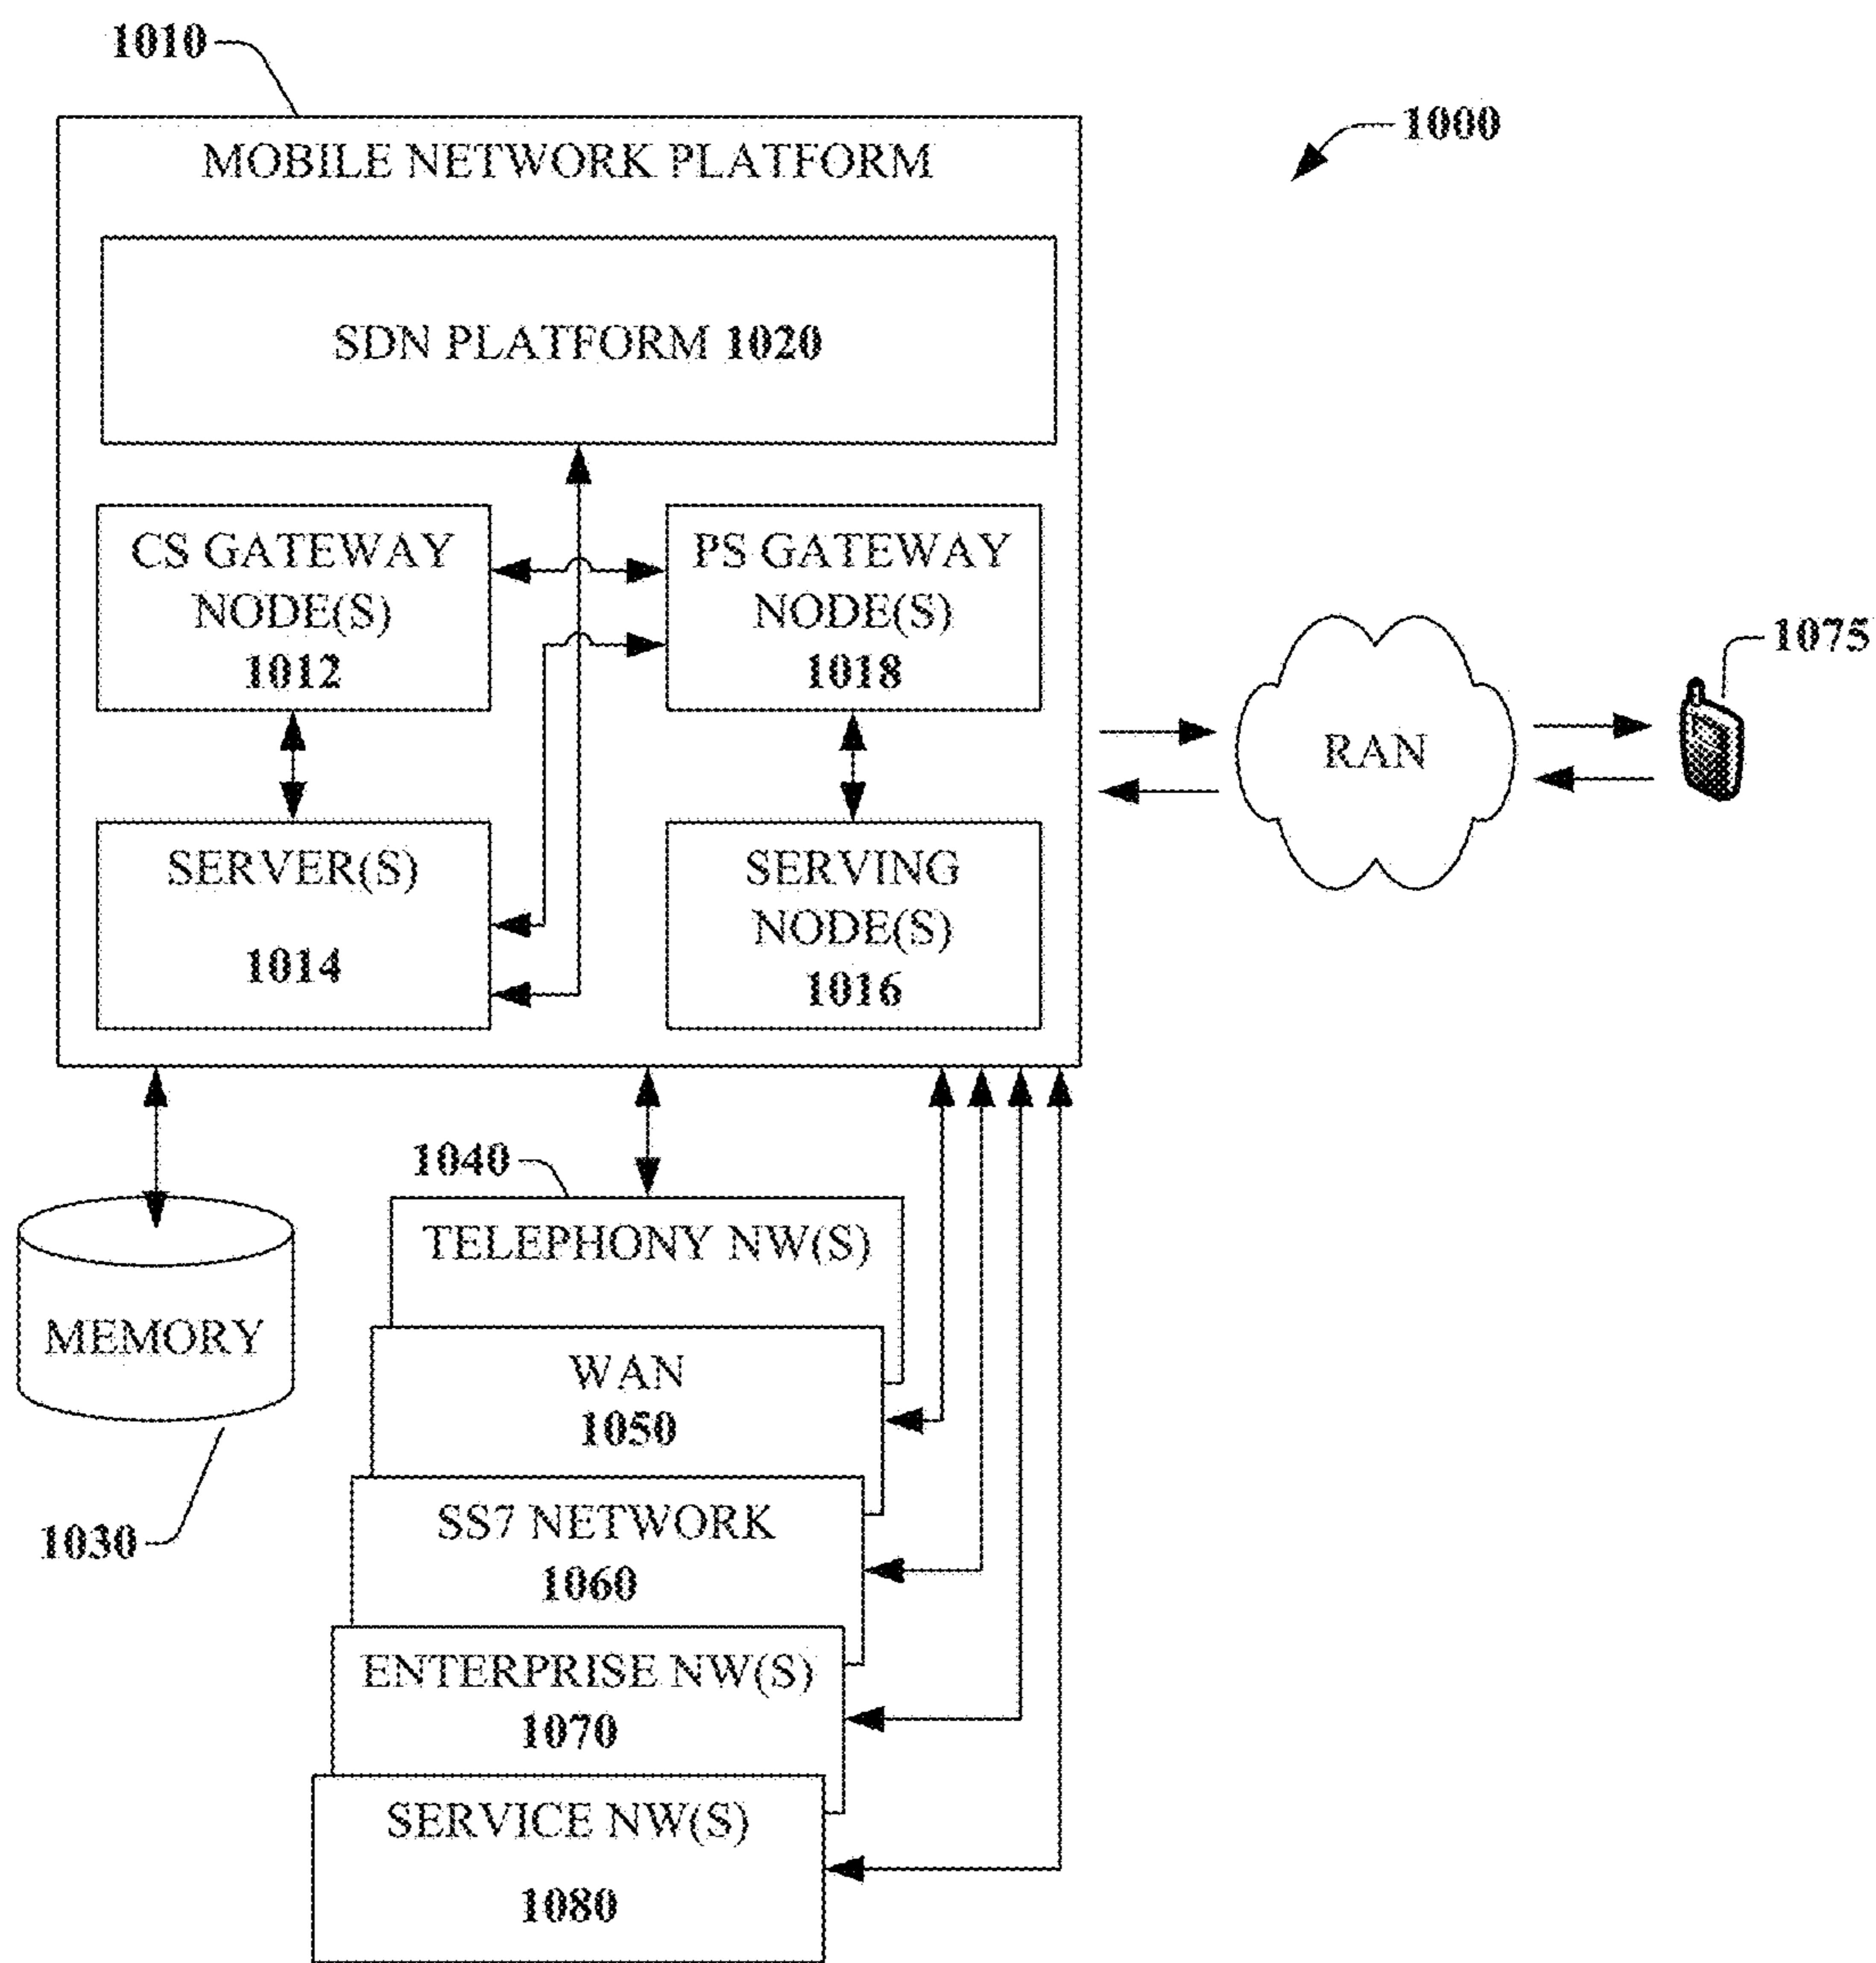 1010
1000
MOBILE NETWORK PLATFORM
SDN PLATFORM 1020
CS GATEWAY
NODE(S)
1012
PS GATEWAY
NODE(S)
1018
SERVER(S)
1014
SERVING
NODE(S)
1016
RAN
1075
1040
TELEPHONY NW(S)
MEMORY
1030
WAN
1050
SS7 NETWORK
1060
ENTERPRISE NW(S)
1070
SERVICE NW(S)
1080